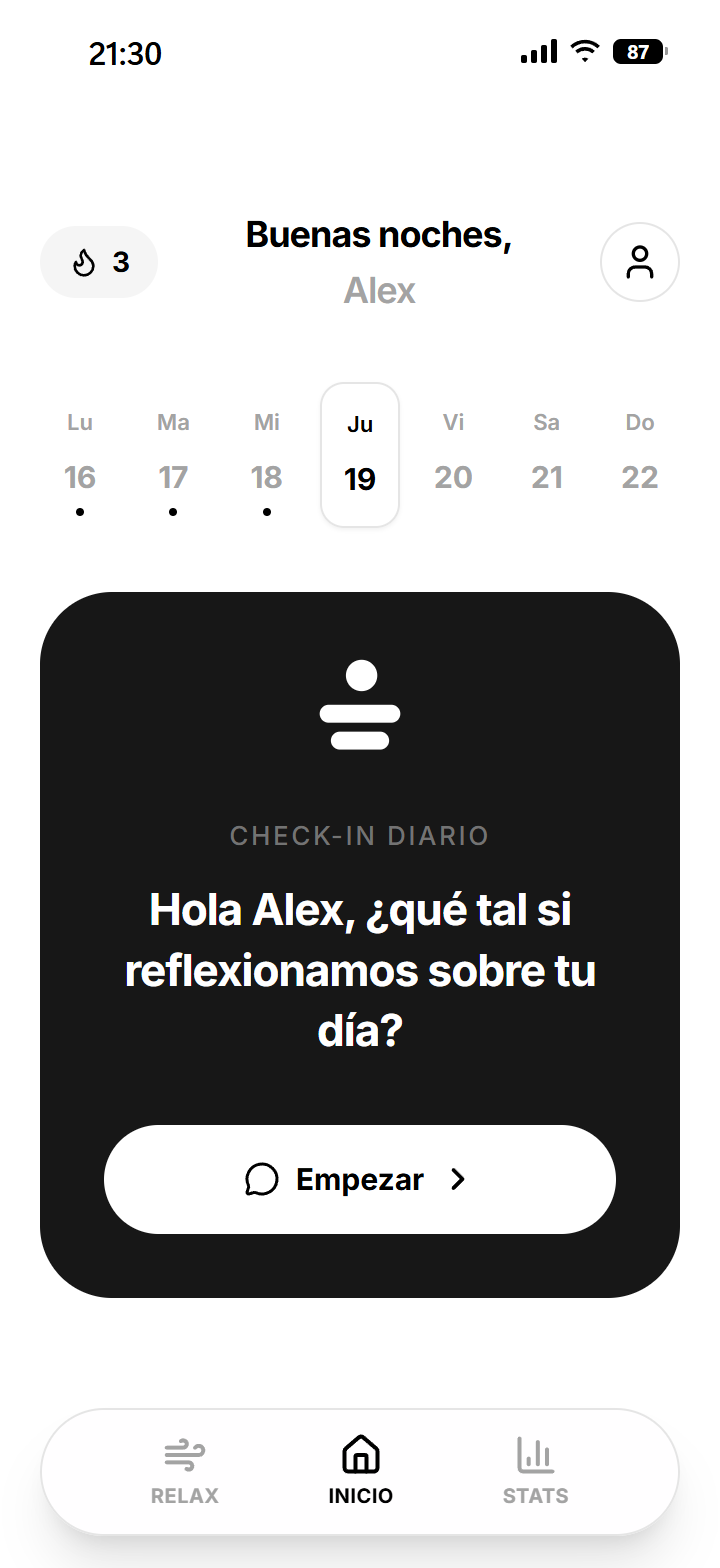 21:30
87
3
Buenas noches,
Alex
Lu Ma Mi Ju Vi Sa Do
16 17 18 19 20 21 22
CHECK-IN DIARIO
Hola Alex, ¿qué tal si
reflexionamos sobre tu
día?
Empezar
RELAX INICIO STATS